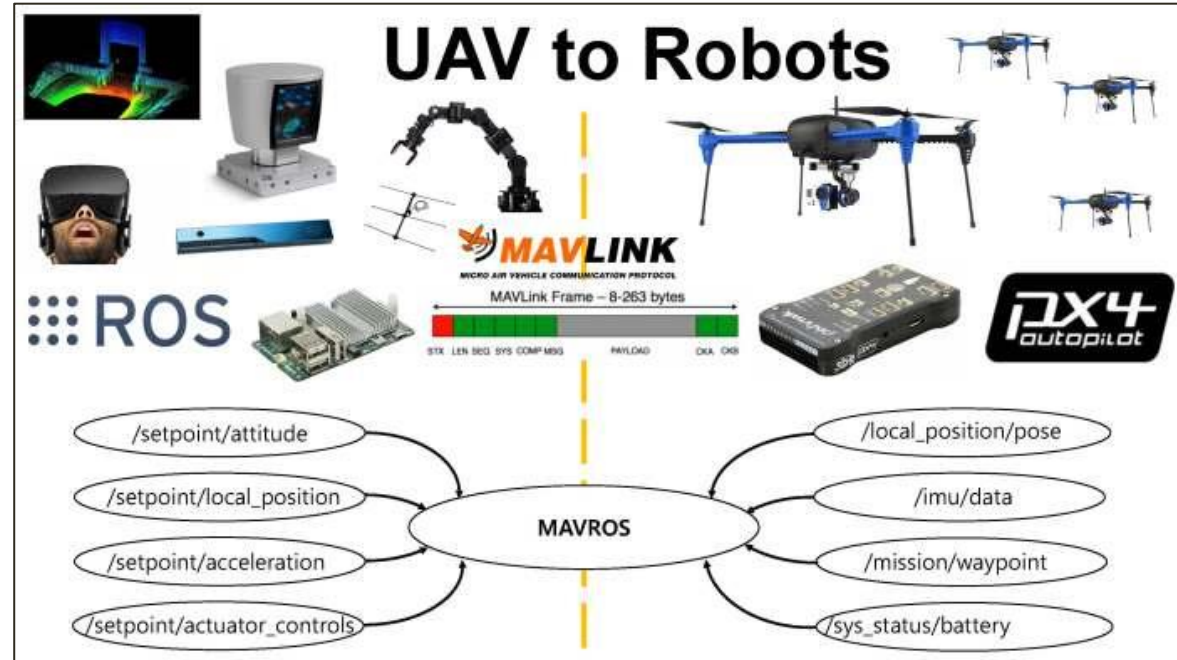 UAV to Robots
MAVLINK
MICRO AIR VEHICLE COMMUNICATION PROTOCOL
MAVLink Frame – 8-263 bytes
STX LEN SEQ SYS COMP MSG PAYLOAD CKA CKB
ROS
px4
autopilot
/setpoint/attitude
/setpoint/local_position
/setpoint/acceleration
/setpoint/actuator_controls
MAVROS
/local_position/pose
/imu/data
/mission/waypoint
/sys_status/battery